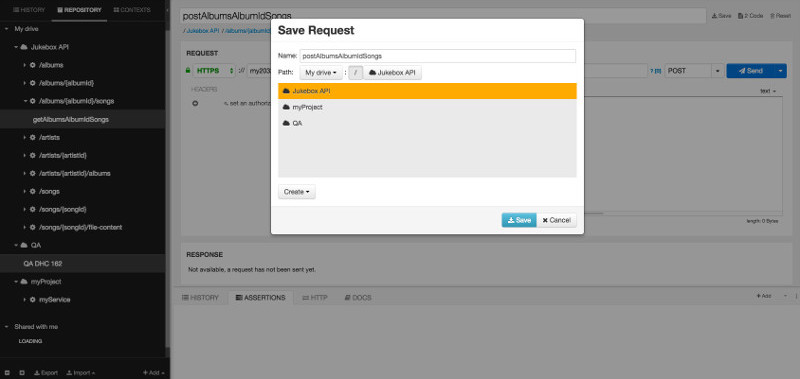 HISTORY REPOSITORY CONTEXTS
My drive
Jukebox API
/albums
/albums/{albumId}
/albums/{albumId}/songs
getAlbumsAlbumIdSongs
/artists
/artists/{artistId}
/artists/{artistId}/albums
/songs
/songs/{songId}
/songs/{songId}/file-content
QA
QA DHC 162
myProject
myService
Shared with me
LOADING
Export Import Add
postAlbumsAlbumIdSongs
Save 2 Code Reset
/ Jukebox API / /albums/{albumId}
REQUEST
HTTPS :// my203 POST Send
HEADERS
text
set an authoriz
length: 0 Byte
Save Request
Name: postAlbumsAlbumIdSongs
Path: My drive : / Jukebox API
Jukebox API
myProject
QA
Create
Save Cancel
RESPONSE
Not available, a request has not been sent yet.
HISTORY ASSERTIONS HTTP DOCS
Add